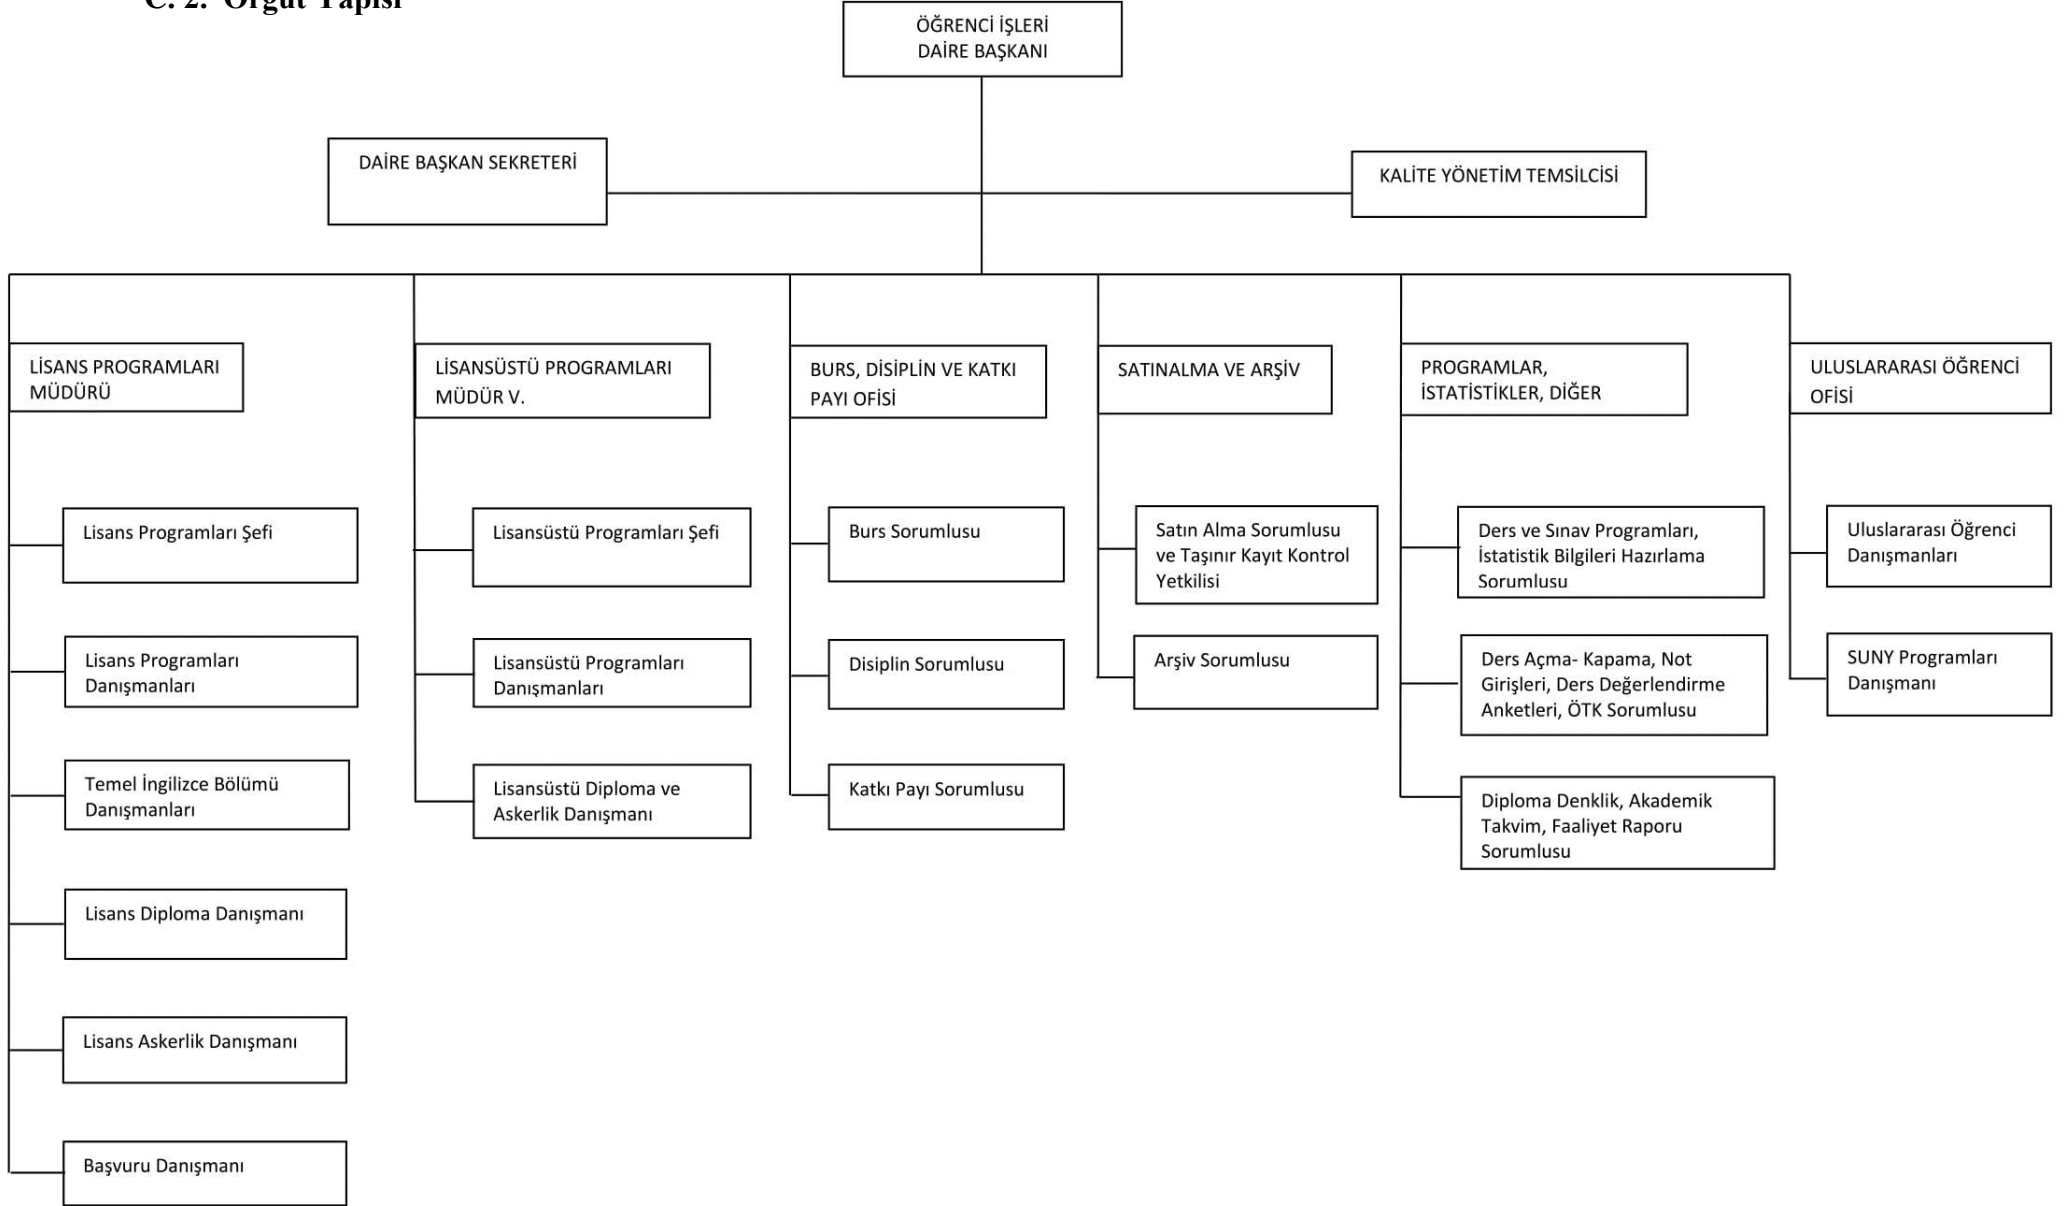 C. 2. Örgüt Yapısı
ÖĞRENCİ İŞLERİ
DAİRE BAŞKANI
DAİRE BAŞKAN SEKRETERİ
KALİTE YÖNETİM TEMSİLCİSİ
LİSANS PROGRAMLARI
MÜDÜRÜ
Lisans Programları Şefi
Lisans Programları
Danışmanları
Temel İngilizce Bölümü
Danışmanları
Lisans Diploma Danışmanı
Lisans Askerlik Danışmanı
Başvuru Danışmanı
LİSANSÜSTÜ PROGRAMLARI
MÜDÜR V.
Lisansüstü Programları Şefi
Lisansüstü Programları
Danışmanları
Lisansüstü Diploma ve
Askerlik Danışmanı
BURS, DİSİPLİN VE KATKI
PAYI OFİSİ
Burs Sorumlusu
Disiplin Sorumlusu
Katkı Payı Sorumlusu
SATINALMA VE ARŞİV
Satın Alma Sorumlusu
ve Taşınır Kayıt Kontrol
Yetkilisi
Arşiv Sorumlusu
PROGRAMLAR,
İSTATİSTİKLER, DİĞER
Ders ve Sınav Programları,
İstatistik Bilgileri Hazırlama
Sorumlusu
Ders Açma- Kapama, Not
Girişleri, Ders Değerlendirme
Anketleri, ÖTK Sorumlusu
Diploma Denklik, Akademik
Takvim, Faaliyet Raporu
Sorumlusu
ULUSLARARASI ÖĞRENCİ
OFİSİ
Uluslararası Öğrenci
Danışmanları
SUNY Programları
Danışmanı